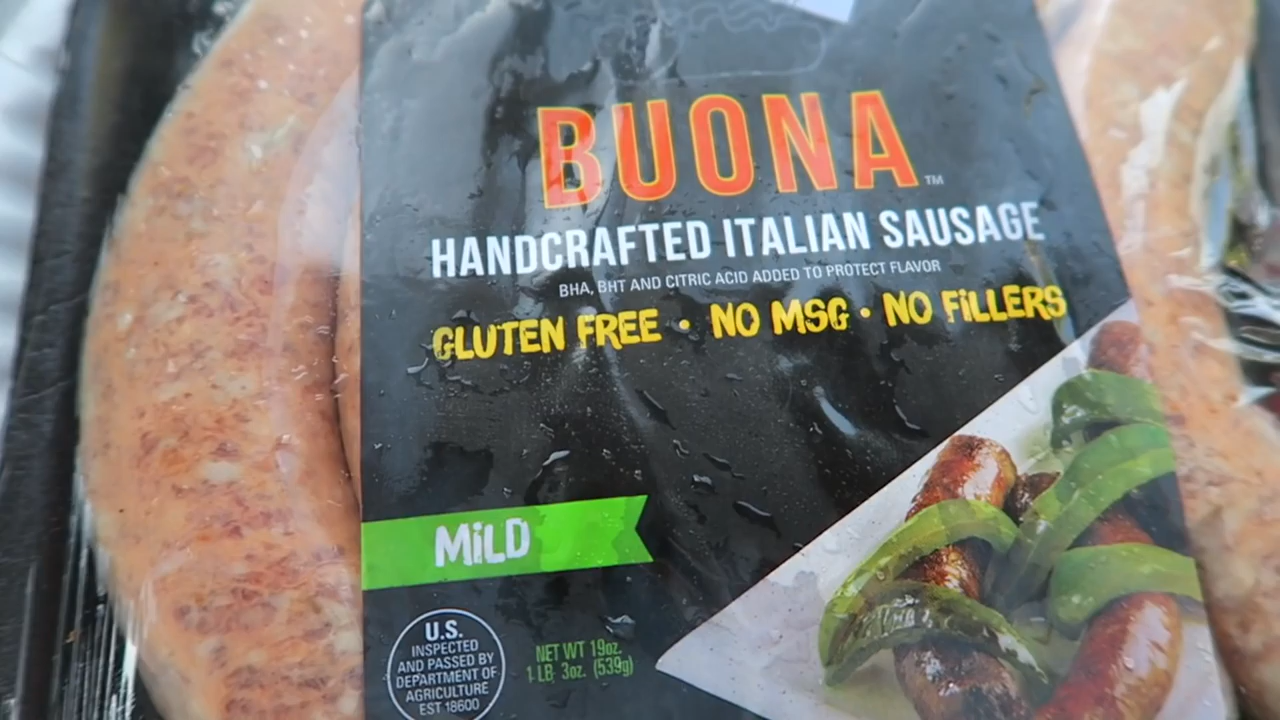 BUONA™
HANDCRAFTED ITALIAN SAUSAGE
BHA, BHT AND CITRIC ACID ADDED TO PROTECT FLAVOR
GLUTEN FREE • NO MSG • NO FiLLERS
MiLD
U.S.
INSPECTED
AND PASSED BY
DEPARTMENT OF
AGRICULTURE
EST 18600
NET WT 19oz.
1 LB 3oz. (539g)